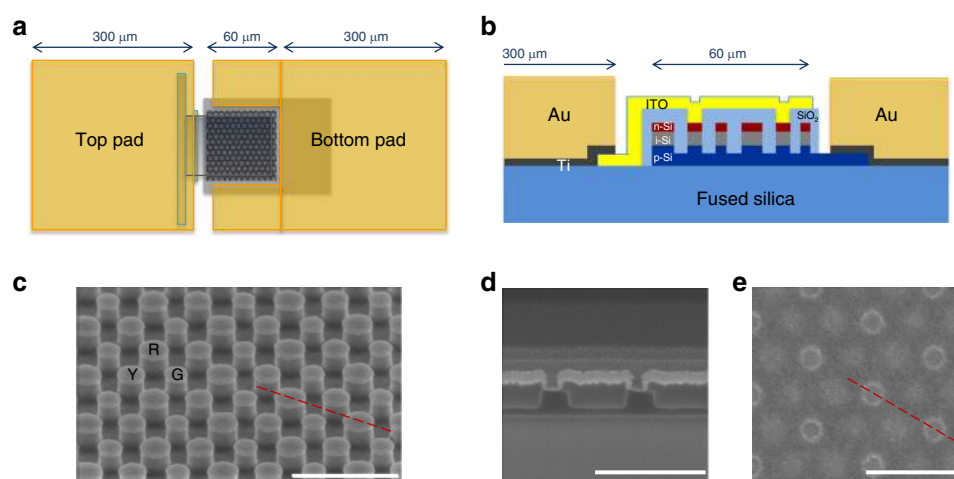 a
300 μm
60 μm
300 μm
Top pad
Bottom pad
b
300 μm
60 μm
Au
ITO
SiO2
Au
n-Si
i-Si
p-Si
Ti
Fused silica
c
R
Y
G
d
e